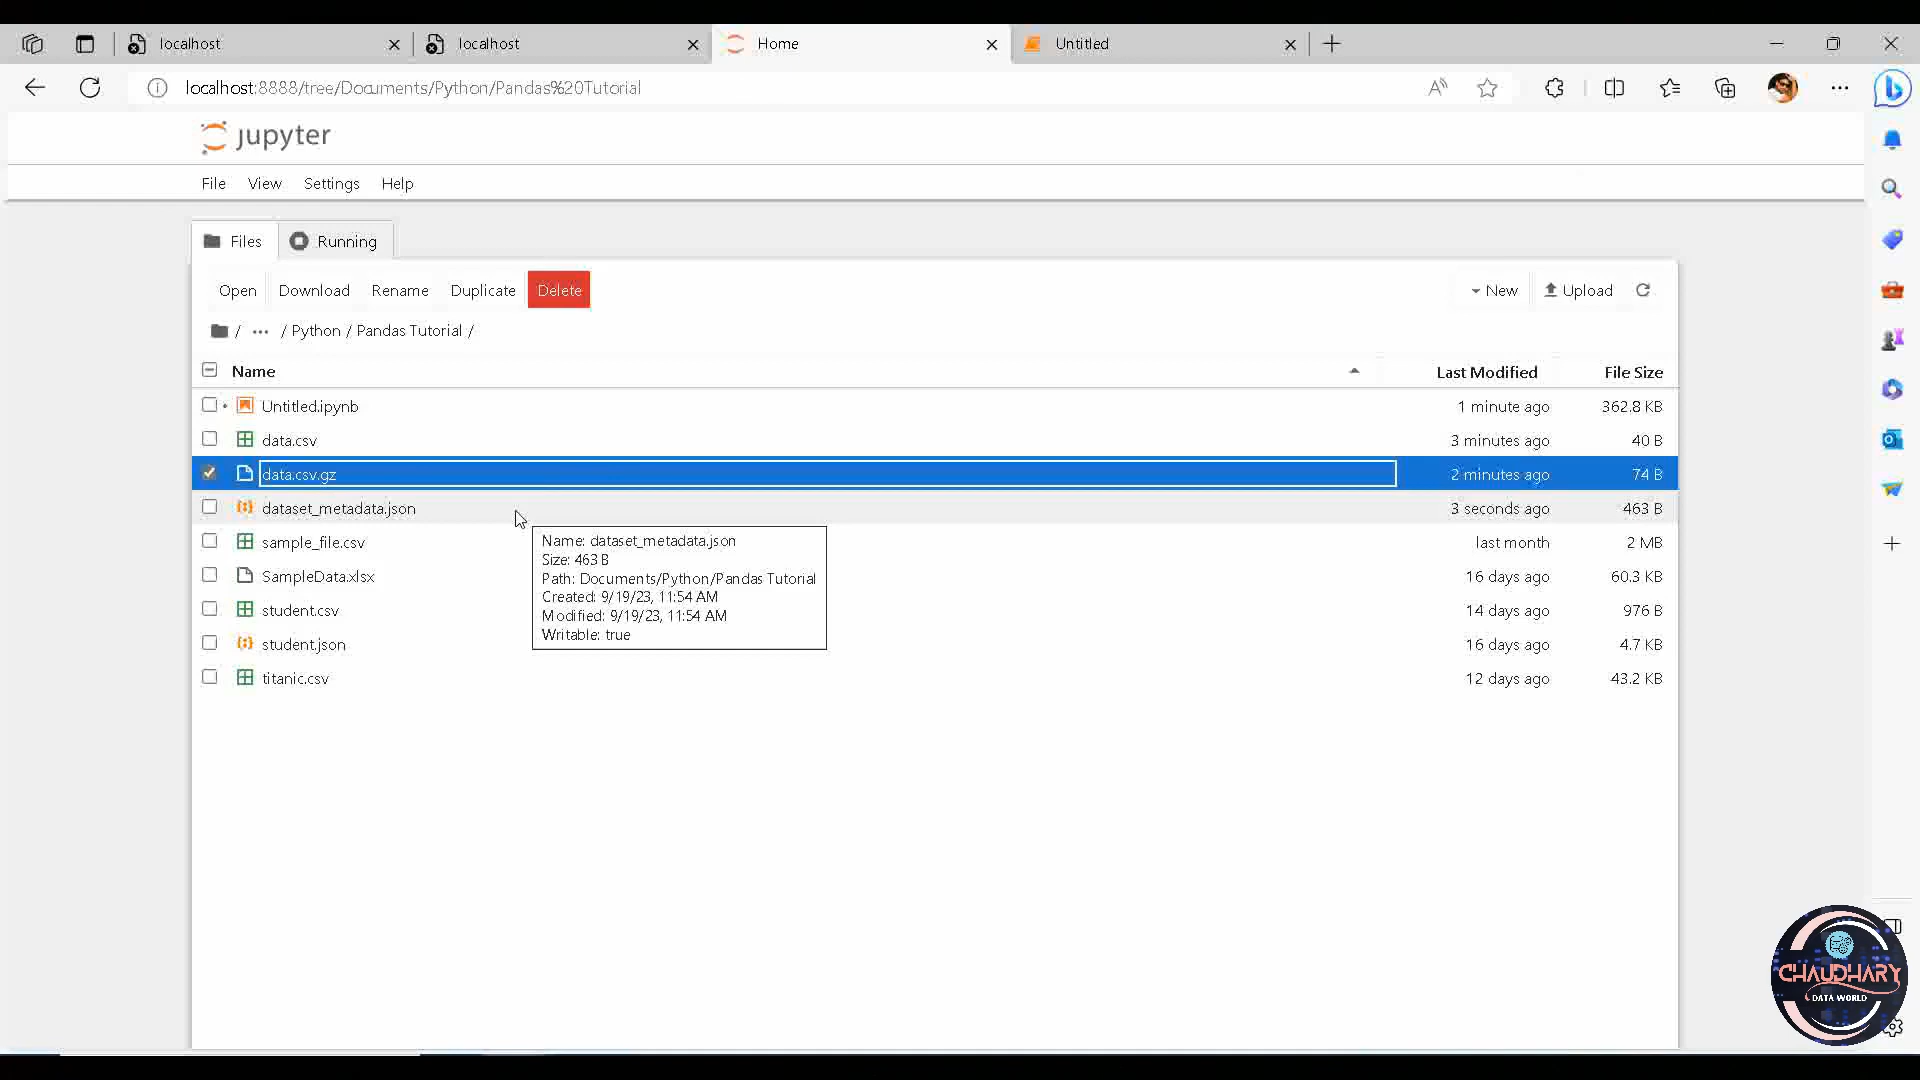 localhost
localhost
Home
Untitled
localhost:8888/tree/Documents/Python/Pandas%20Tutorial
jupyter
File View Settings Help
Files Running
Open Download Rename Duplicate Delete New Upload
/ ... / Python / Pandas Tutorial /
Name Last Modified File Size
Untitled.ipynb 1 minute ago 362.8 KB
data.csv 3 minutes ago 40 B
data.csv.gz 2 minutes ago 74 B
dataset_metadata.json 3 seconds ago 463 B
sample_file.csv last month 2 MB
SampleData.xlsx 16 days ago 60.3 KB
student.csv 14 days ago 976 B
student.json 16 days ago 4.7 KB
titanic.csv 12 days ago 43.2 KB
Name: dataset_metadata.json
Size: 463 B
Path: Documents/Python/Pandas Tutorial
Created: 9/19/23, 11:54 AM
Modified: 9/19/23, 11:54 AM
Writable: true
CHAUDHARY
DATA WORLD